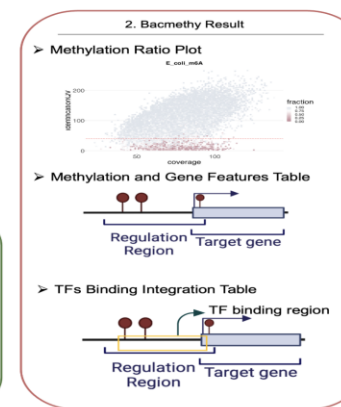 2. Bacmethy Result
➢ Methylation Ratio Plot
E_coli_m6A
200
100
0
50
100
coverage
fraction
1.00
0.75
0.50
0.25
0.00
➢ Methylation and Gene Features Table
Regulation
Region
Target gene
➢ TFs Binding Integration Table
TF binding region
Regulation
Region
Target gene